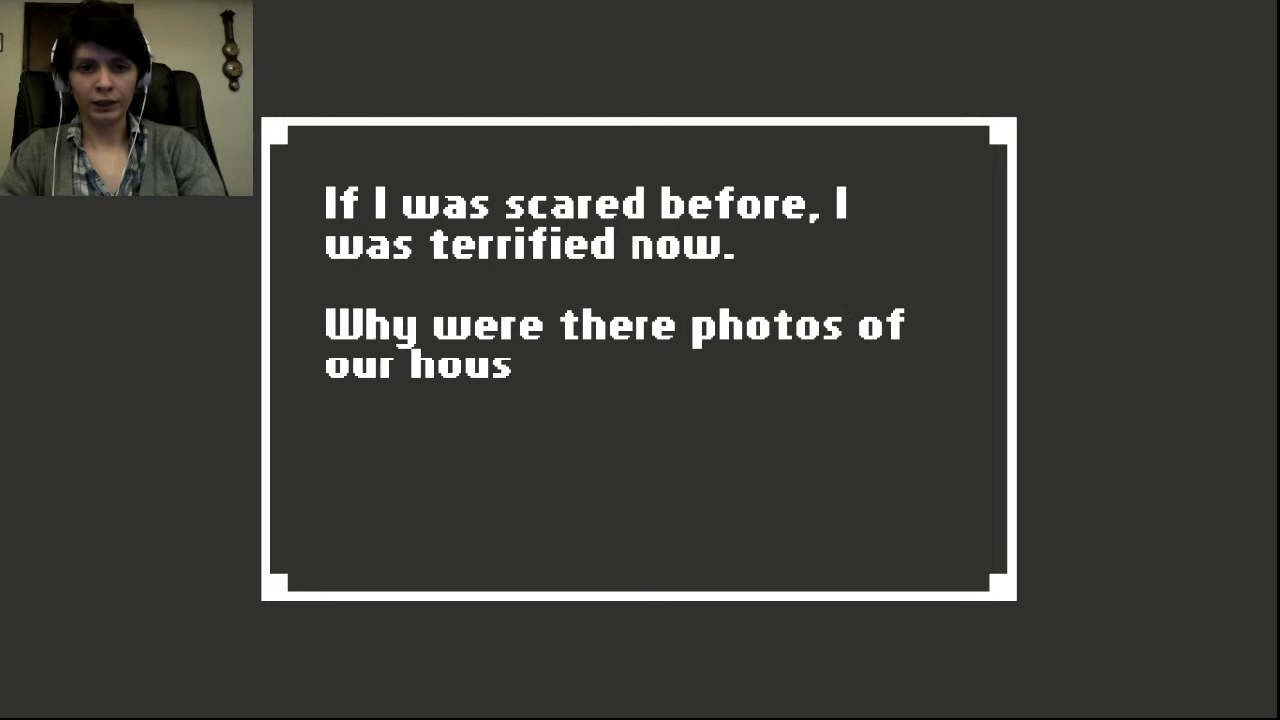 If I was scared before, I
was terrified now.
Why were there photos of
our hous